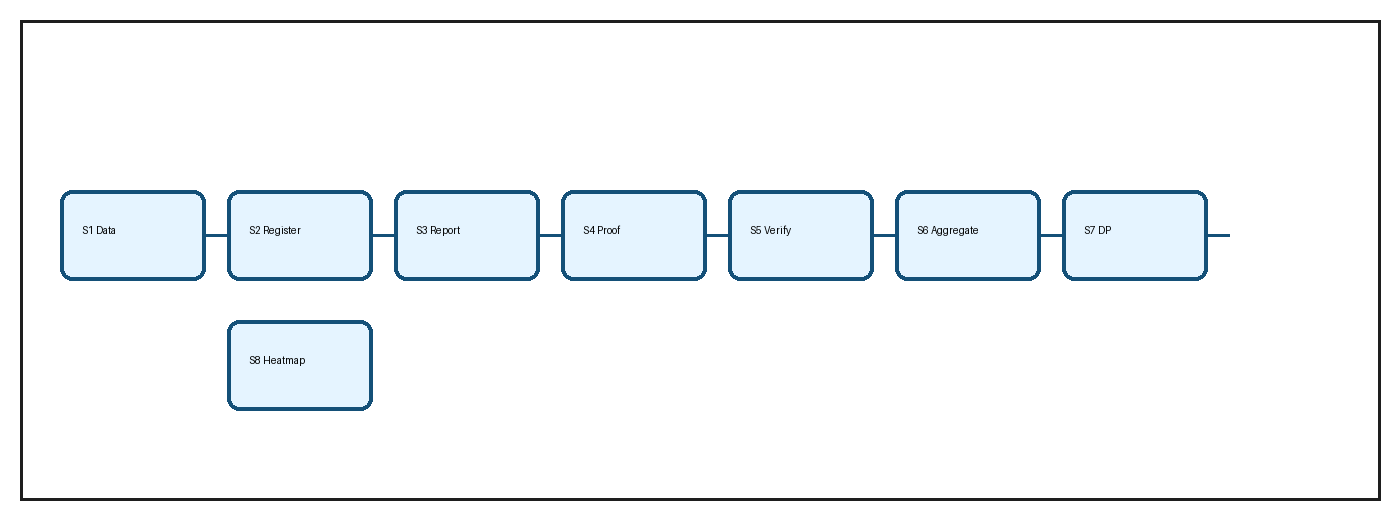 S1 Data
S2 Register
S3 Report
S4 Proof
S5 Verify
S6 Aggregate
S7 DP
S8 Heatmap